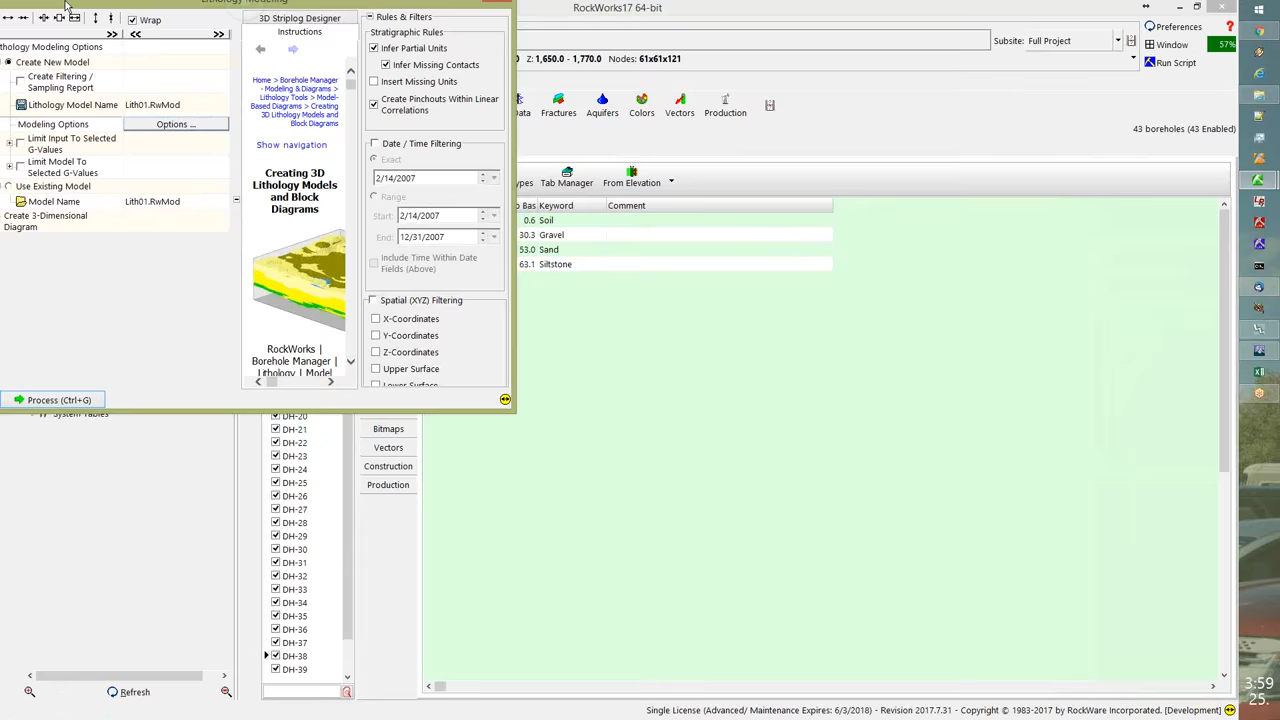 Lithology Modeling
RockWorks17 64-bit
Wrap
thology Modeling Options
Create New Model
Create Filtering /
Sampling Report
Lithology Model Name Lith01.RwMod
Modeling Options Options ...
Limit Input To Selected
G-Values
Limit Model To
Selected G-Values
Use Existing Model
Model Name Lith01.RwMod
Create 3-Dimensional
Diagram
Process (Ctrl+G)
3D Striplog Designer
Instructions
Home > Borehole Manager
- Modeling & Diagrams >
Lithology Tools > Model-
Based Diagrams > Creating
3D Lithology Models and
Block Diagrams
Show navigation
Creating 3D
Lithology Models
and Block
Diagrams
RockWorks |
Borehole Manager |
Lithology | Model
Rules & Filters
Stratigraphic Rules
Infer Partial Units
Infer Missing Contacts
Insert Missing Units
Create Pinchouts Within Linear
Correlations
Date / Time Filtering
Exact
2/14/2007
Range
Start: 2/14/2007
End: 12/31/2007
Include Time Within Date
Fields (Above)
Spatial (XYZ) Filtering
X-Coordinates
Y-Coordinates
Z-Coordinates
Upper Surface
Lower Surface
Preferences
Subsite: Full Project
Window
57%
Z: 1,650.0 - 1,770.0 Nodes: 61x61x121
Run Script
Fractures Aquifers Colors Vectors Production
43 boreholes (43 Enabled)
ypes Tab Manager From Elevation
Bas Keyword Comment
0.6 Soil
30.3 Gravel
53.0 Sand
63.1 Siltstone
System Tables
DH-20
DH-21
DH-22
DH-23
DH-24
DH-25
DH-26
DH-27
DH-28
DH-29
DH-30
DH-31
DH-32
DH-33
DH-34
DH-35
DH-36
DH-37
DH-38
DH-39
Bitmaps
Vectors
Construction
Production
Refresh
3:59
25.
Single License (Advanced/ Maintenance Expires: 6/3/2018) - Revision 2017.7.31 - Copyright © 1983-2017 by RockWare Incorporated. [Development]